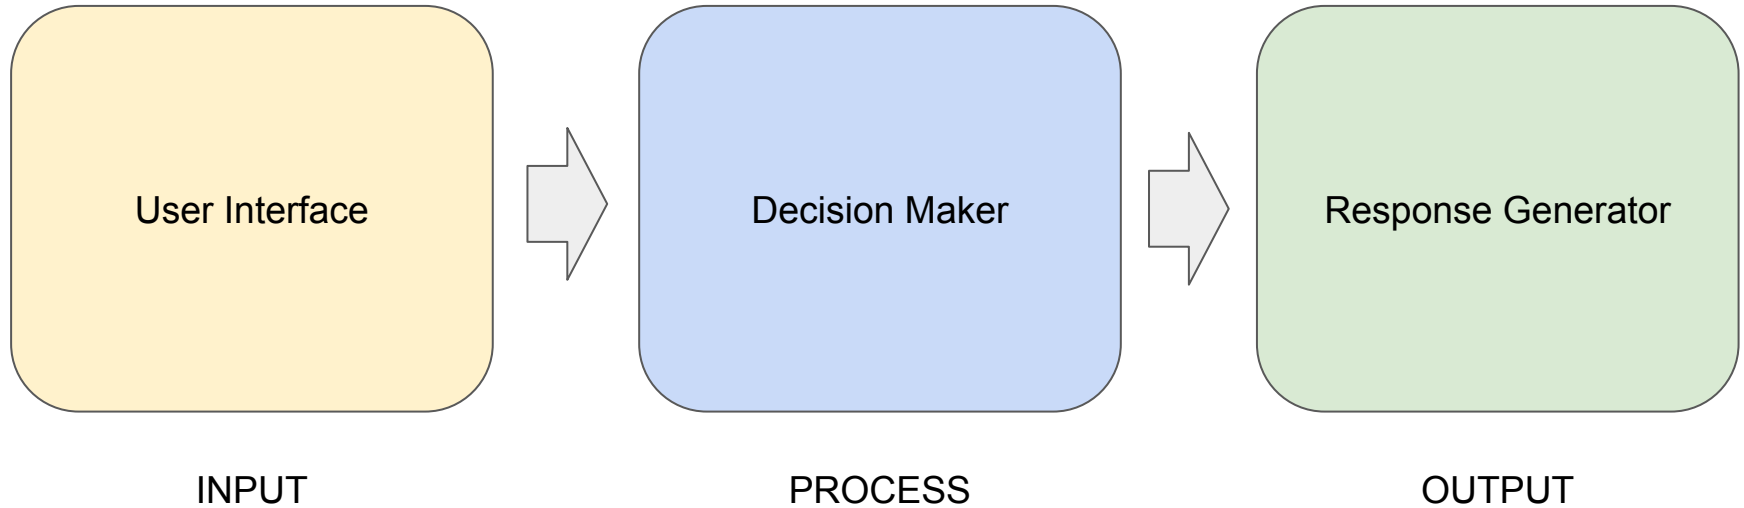 User Interface
Decision Maker
Response Generator
INPUT
PROCESS
OUTPUT